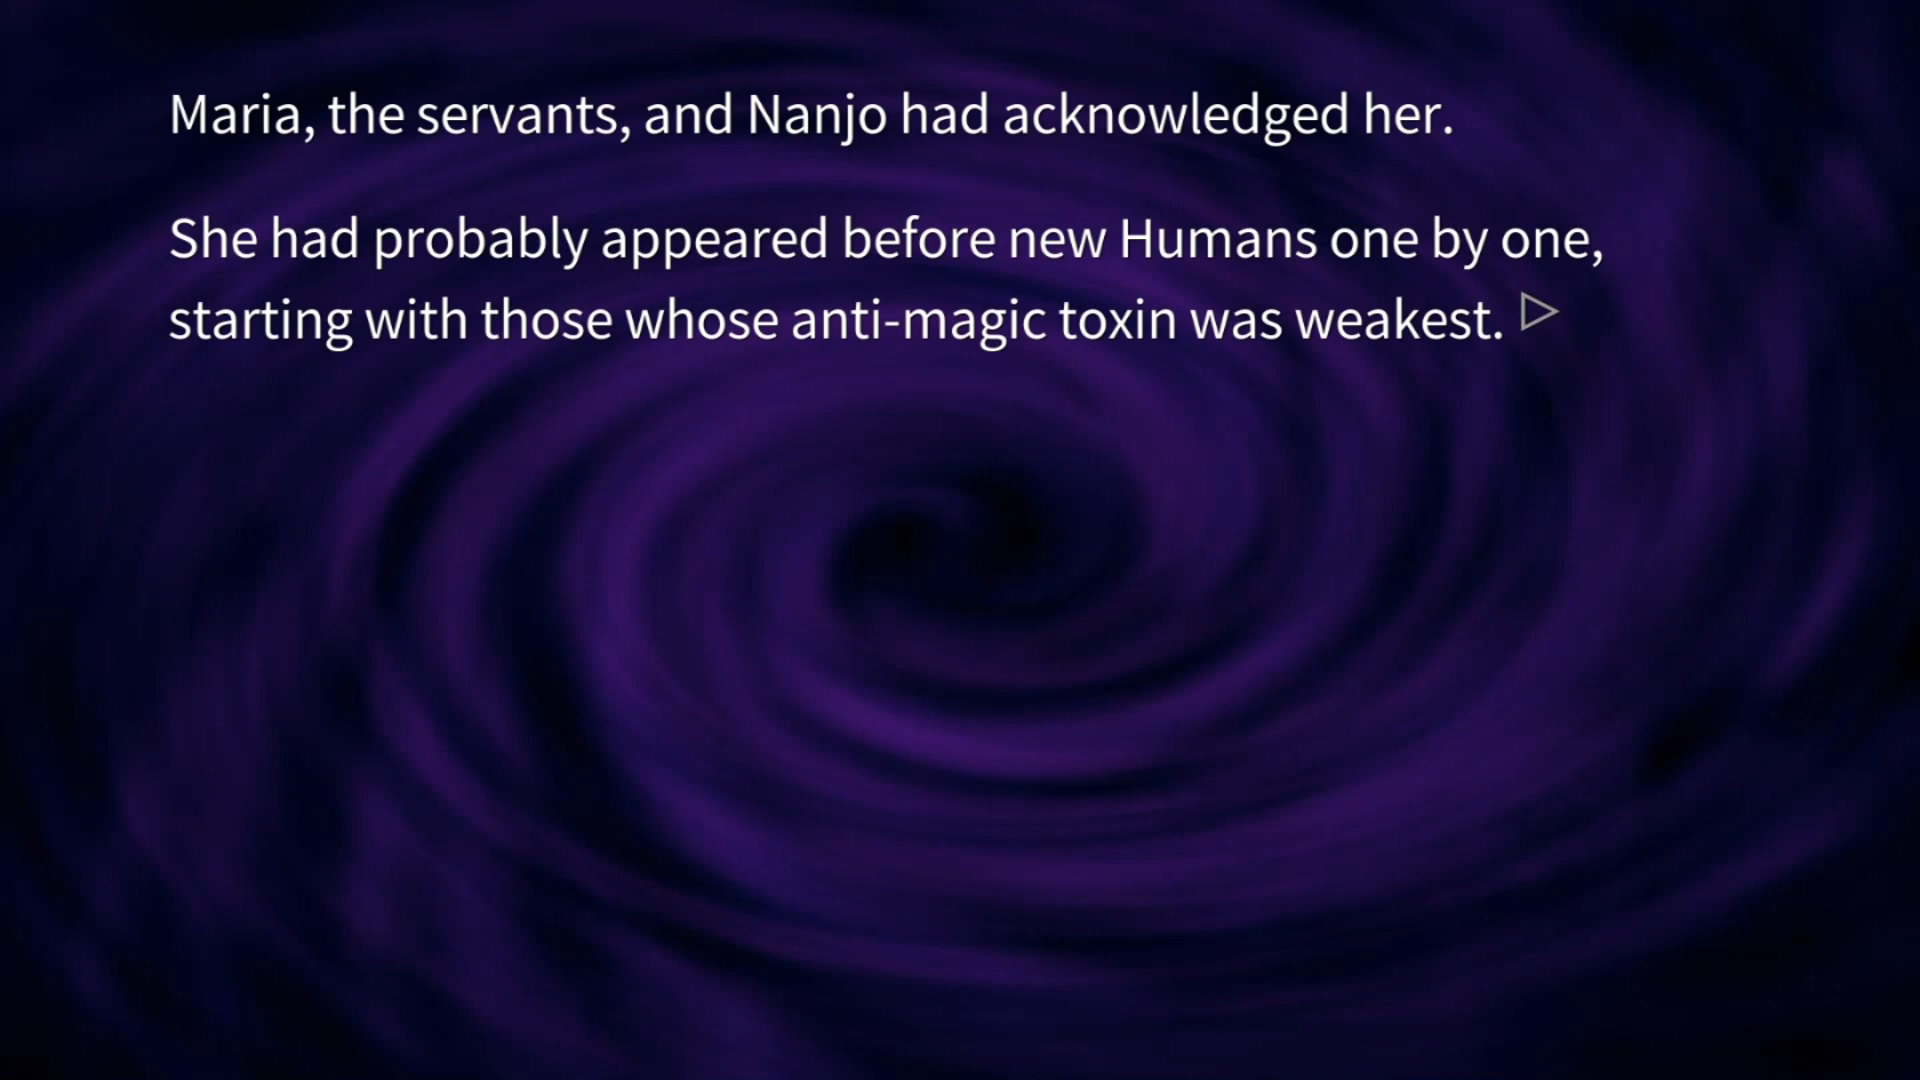 Maria, the servants, and Nanjo had acknowledged her.
She had probably appeared before new Humans one by one,
starting with those whose anti-magic toxin was weakest.